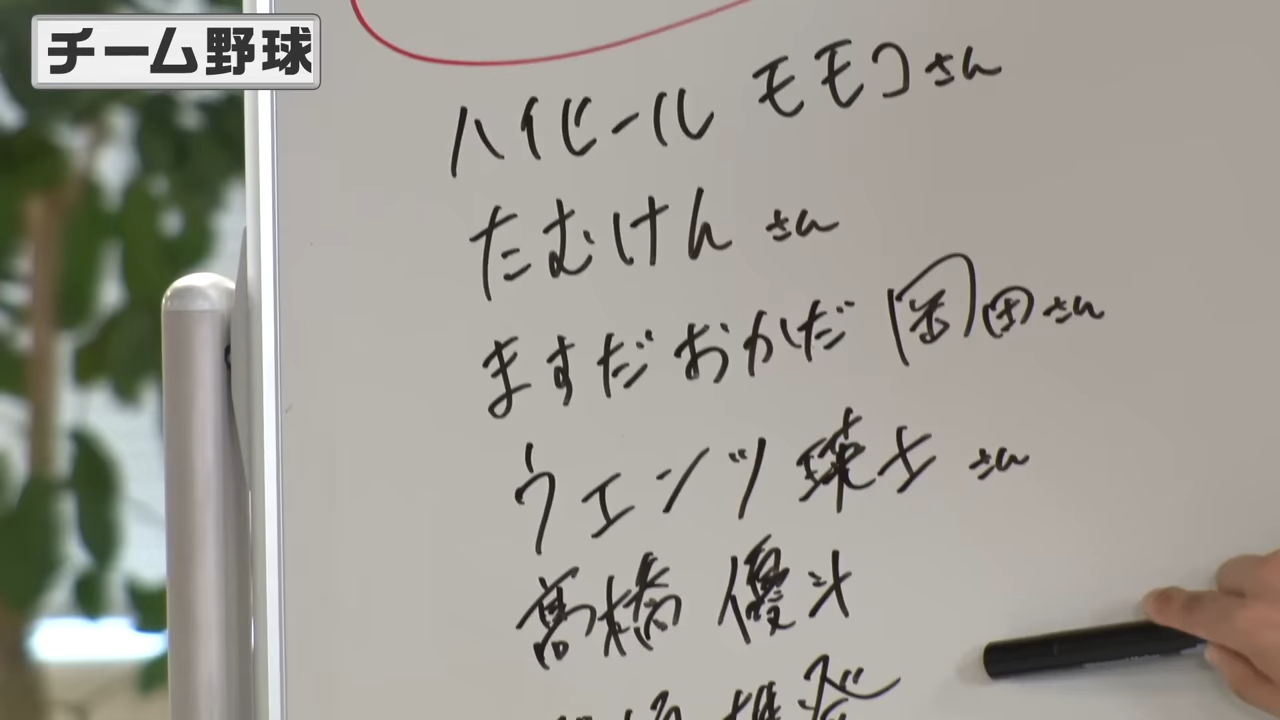 チーム野球
ハイヒール モモコさん
たむけん さん
ますだおかだ 岡田さん
ウエンツ瑛士 さん
髙橋 優斗